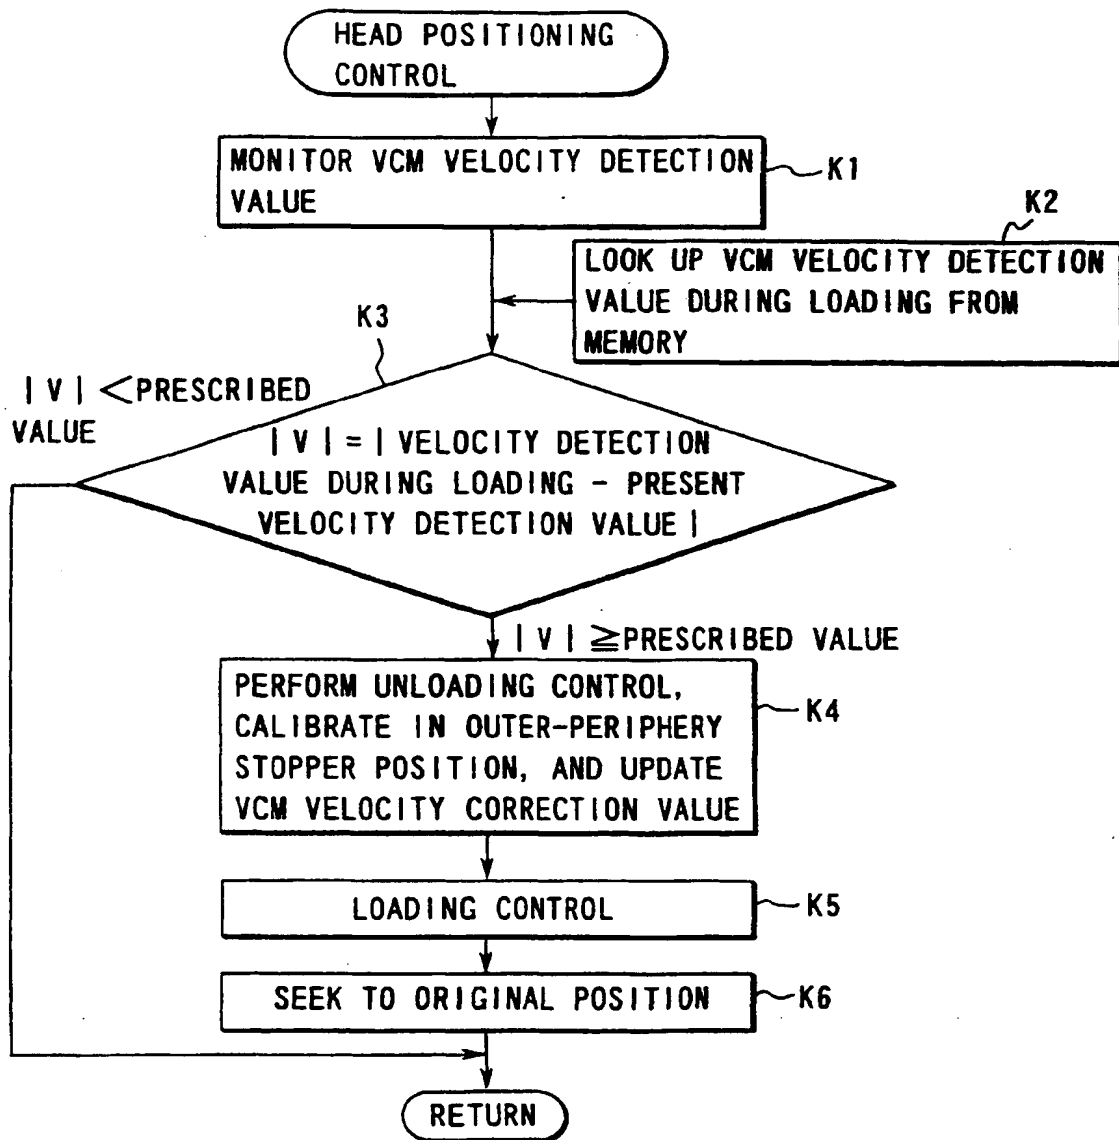 HEAD POSITIONING
CONTROL
MONITOR VCM VELOCITY DETECTION
VALUE
K1
K2
LOOK UP VCM VELOCITY DETECTION
VALUE DURING LOADING FROM
MEMORY
K3
| V | <PRESCRIBED
VALUE
| V | = | VELOCITY DETECTION
VALUE DURING LOADING - PRESENT
VELOCITY DETECTION VALUE |
| V | ≧PRESCRIBED VALUE
PERFORM UNLOADING CONTROL,
CALIBRATE IN OUTER-PERIPHERY
STOPPER POSITION, AND UPDATE
VCM VELOCITY CORRECTION VALUE
K4
LOADING CONTROL
K5
SEEK TO ORIGINAL POSITION
K6
RETURN